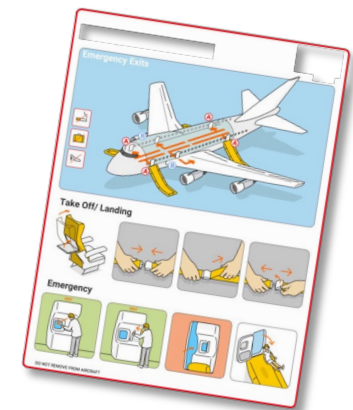 Emergency Exits
Take Off/ Landing
Emergency
DO NOT REMOVE FROM AIRCRAFT